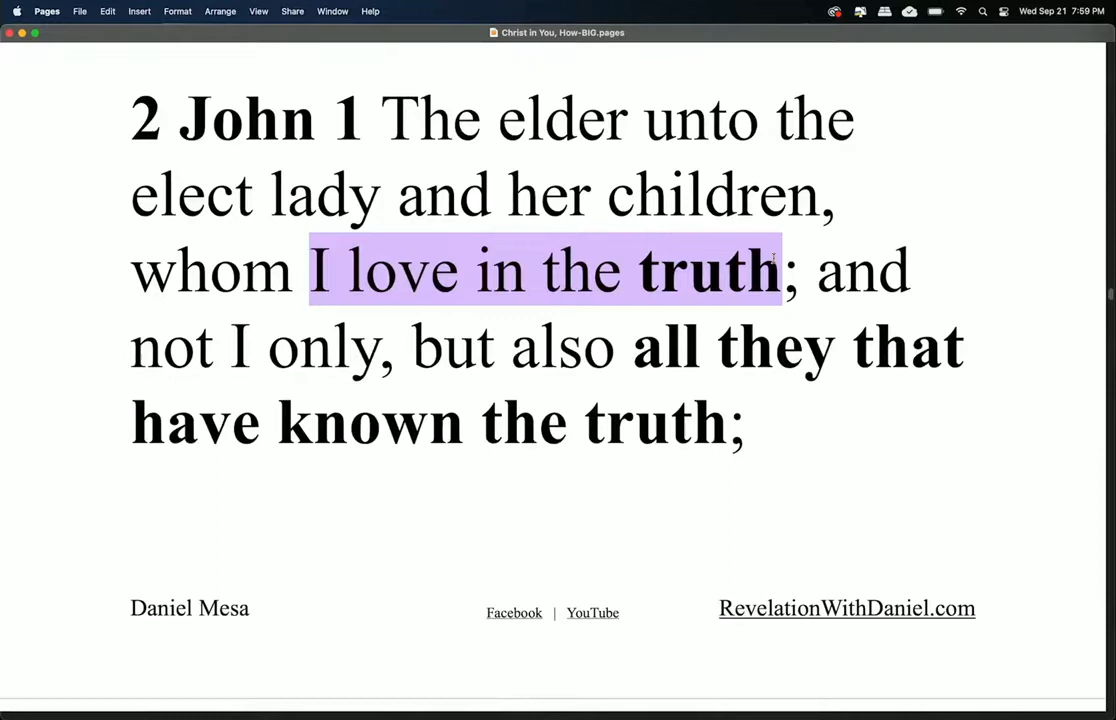 Pages File Edit Insert Format Arrange View Share Window Help Wed Sep 21 7:59 PM
Christ in You, How-BIG.pages
2 John 1 The elder unto the
elect lady and her children,
whom I love in the truth; and
not I only, but also all they that
have known the truth;
Daniel Mesa Facebook | YouTube RevelationWithDaniel.com